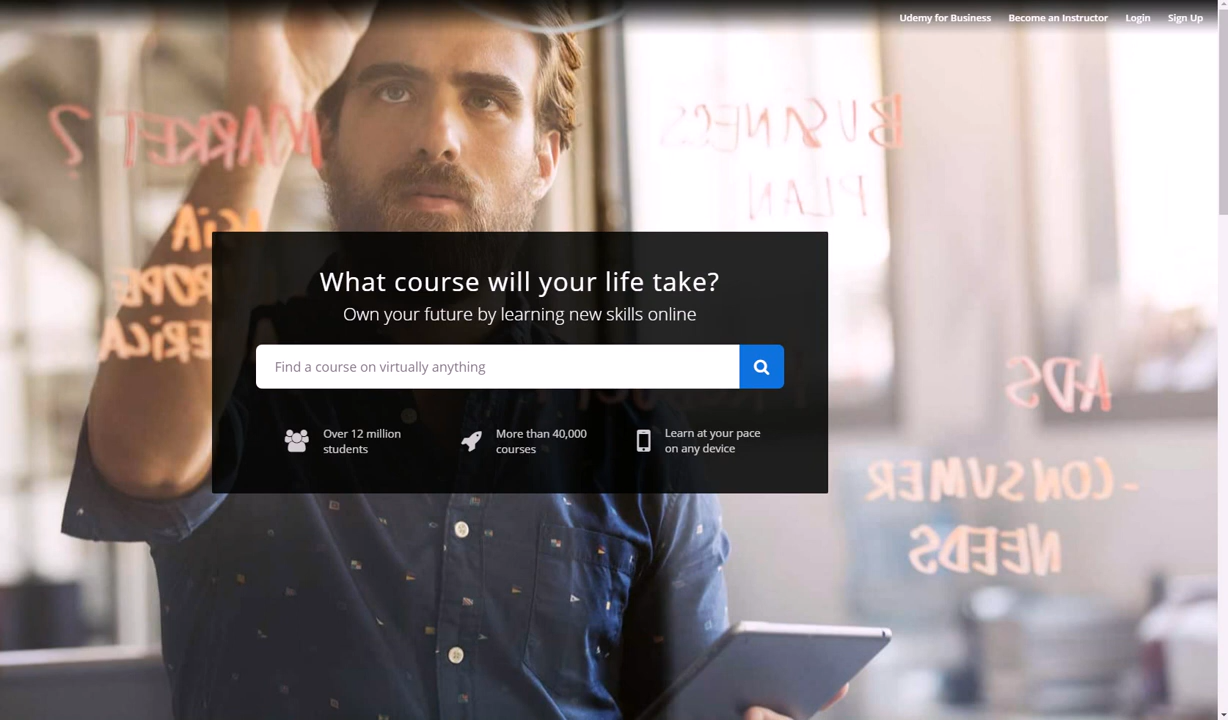 Udemy for Business Become an Instructor Login Sign Up
MARKET?
BUSINECS
PLAN
ASiA
What course will your life take?
Own your future by learning new skills online
Find a course on virtually anything
Over 12 million
students
More than 40,000
courses
Learn at your pace
on any device
ADS
- CONSUMER
NEEDS